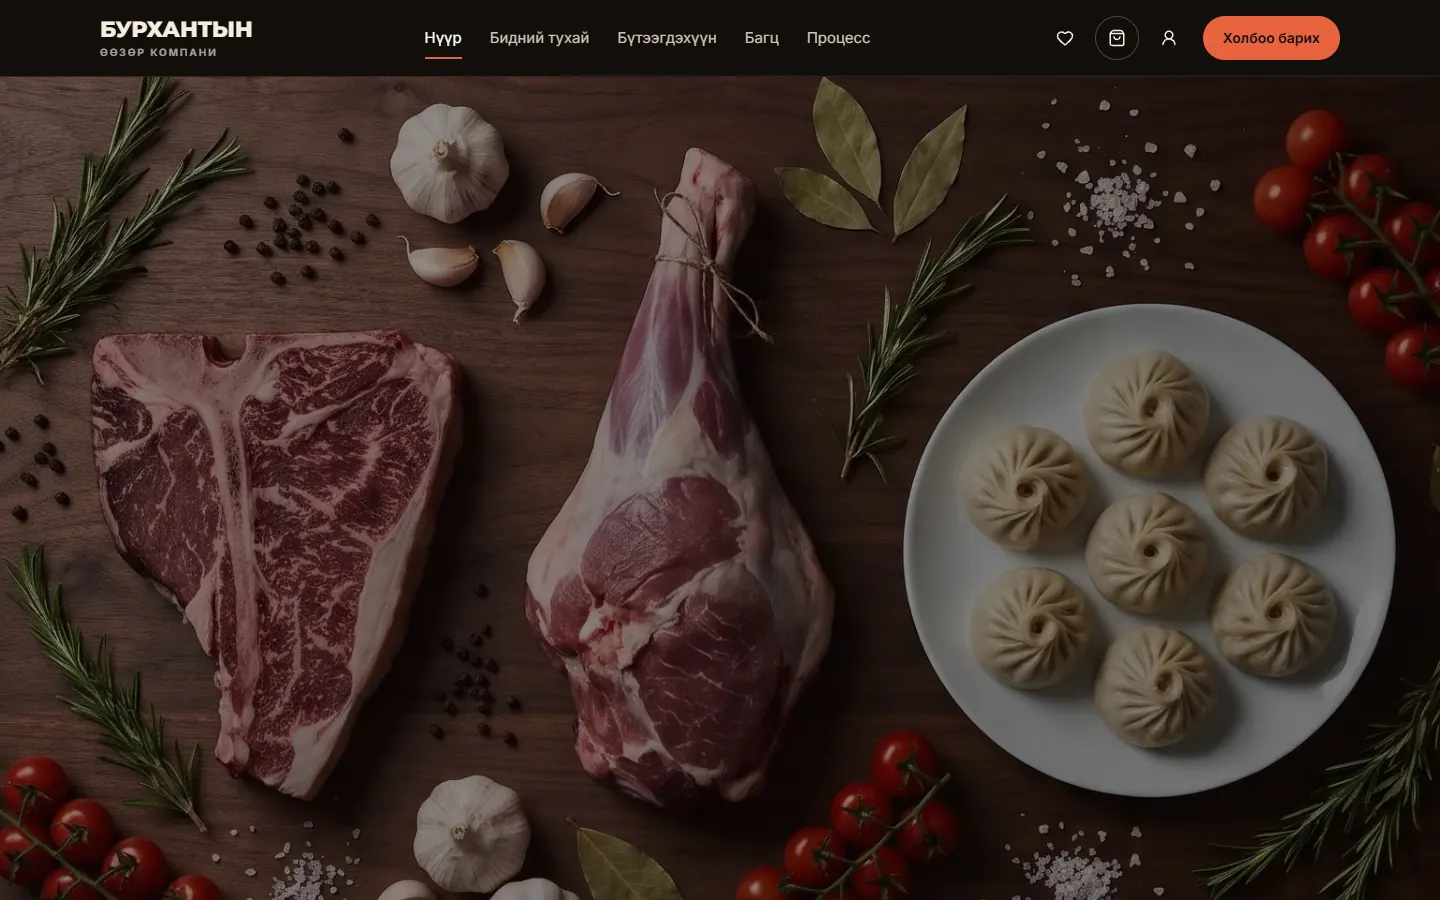 БУРХАНТЫН
ӨӨЗӨР КОМПАНИ
Нүүр
Бидний тухай
Бүтээгдэхүүн
Багц
Процесс
Холбоо барих